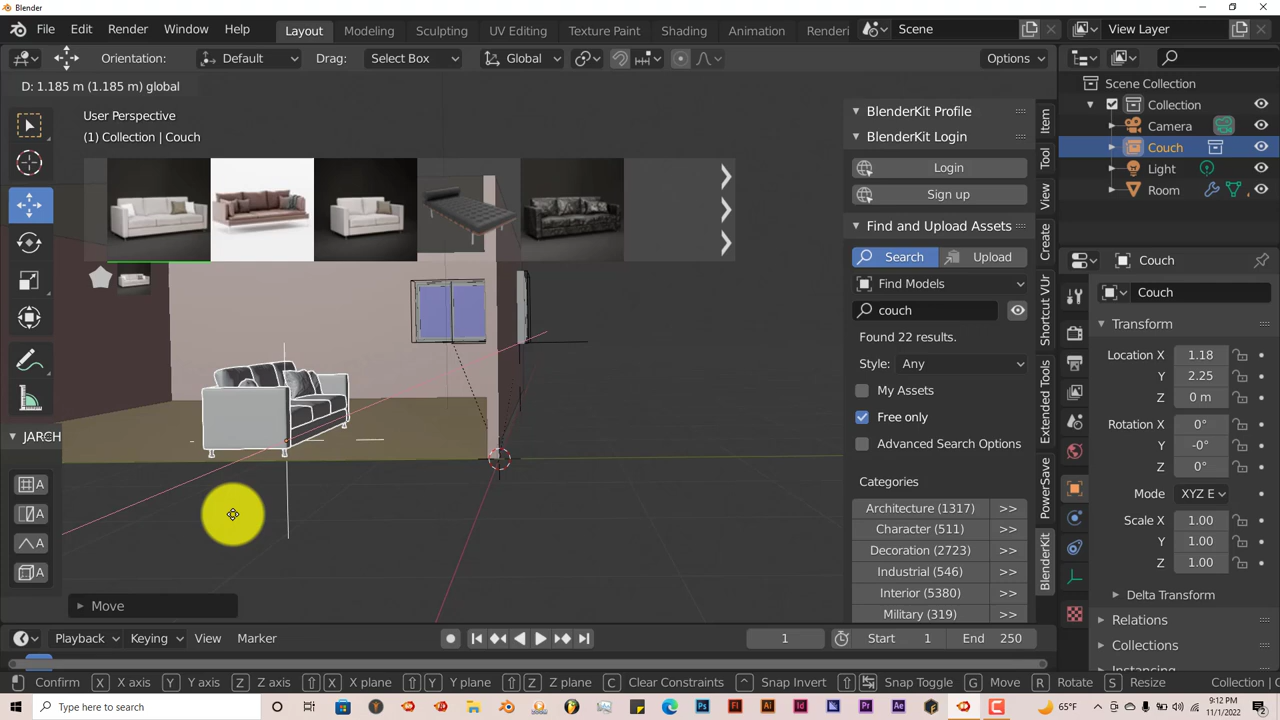 Blender
File Edit Render Window Help Layout Modeling Sculpting UV Editing Texture Paint Shading Animation Renderi Scene View Layer
Orientation: Default Drag: Select Box Global Options
D: 1.185 m (1.185 m) global
User Perspective
(1) Collection | Couch
JARCH
A
A
A
A
Move
BlenderKit Profile
BlenderKit Login
Login
Sign up
Find and Upload Assets
Search Upload
Find Models
couch
Found 22 results.
Style: Any
My Assets
Free only
Advanced Search Options
Categories
Architecture (1317) >>
Character (511) >>
Decoration (2723) >>
Industrial (546) >>
Interior (5380) >>
Military (319) >>
Item
Tool
View
Create
Shortcut VUr
Extended Tools
PowerSave
BlenderKit
Scene Collection
Collection
Camera
Couch
Light
Room
Couch
Couch
Transform
Location X 1.18
Y 2.25
Z 0 m
Rotation X 0°
Y -0°
Z 0°
Mode XYZ E
Scale X 1.00
Y 1.00
Z 1.00
Delta Transform
Relations
Collections
Instancing
Playback Keying View Marker 1 Start 1 End 250
Confirm X X axis Y Y axis Z Z axis X X plane Y Y plane Z Z plane C Clear Constraints Snap Invert Snap Toggle G Move R Rotate S Resize Collection | C
Type here to search 65°F 9:12 PM
11/1/2022